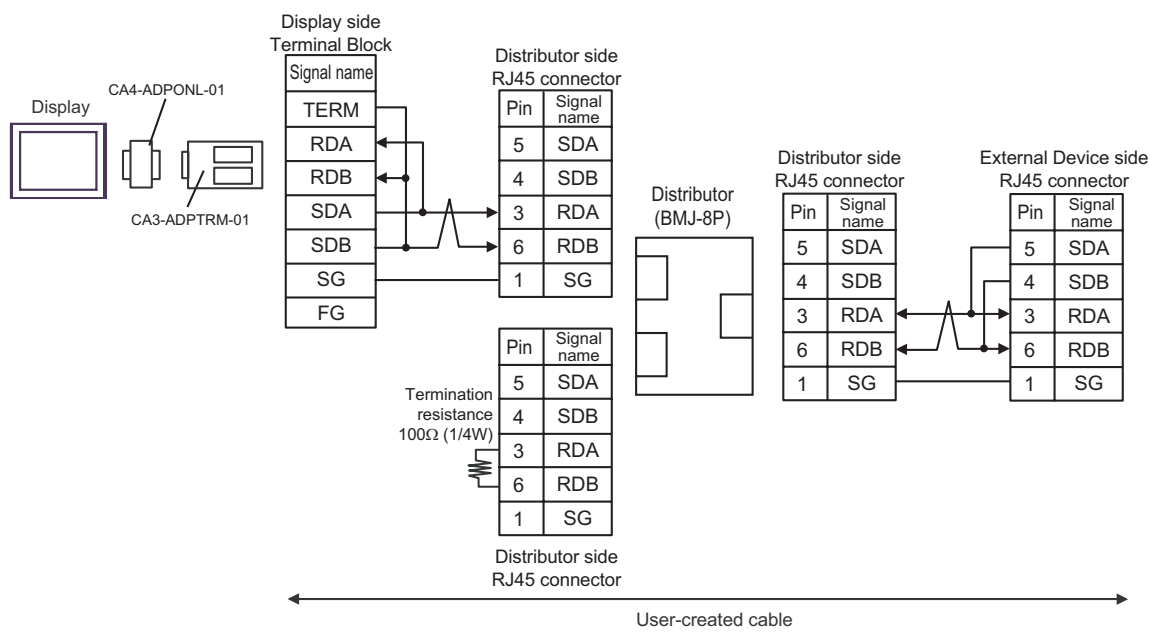 Display
CA4-ADPONL-01
CA3-ADPTRM-01
Display side
Terminal Block
Signal name
TERM
RDA
RDB
SDA
SDB
SG
FG
Distributor side
RJ45 connector
Pin Signal name
5 SDA
4 SDB
3 RDA
6 RDB
1 SG
Termination
resistance
100Ω (1/4W)
Pin Signal name
5 SDA
4 SDB
3 RDA
6 RDB
1 SG
Distributor side
RJ45 connector
Distributor
(BMJ-8P)
Distributor side
RJ45 connector
Pin Signal name
5 SDA
4 SDB
3 RDA
6 RDB
1 SG
External Device side
RJ45 connector
Pin Signal name
5 SDA
4 SDB
3 RDA
6 RDB
1 SG
User-created cable